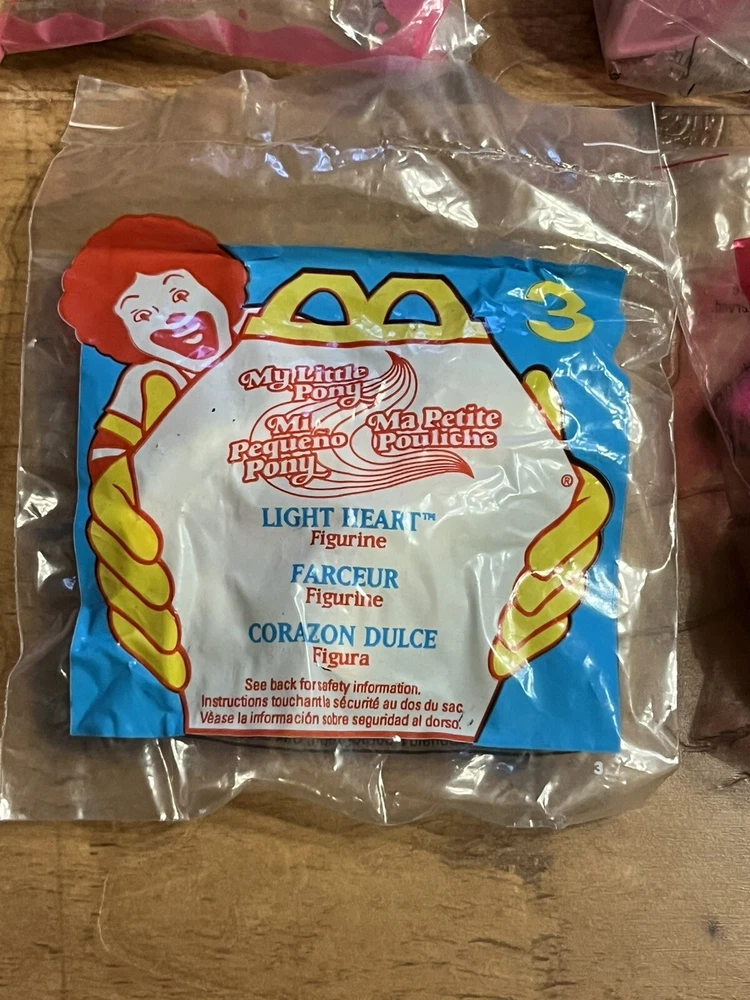 3
My Little
Pony
Mi
Pequeño
Pony
Ma Petite
Pouliche
®
LIGHT HEART™
Figurine
FARCEUR
Figurine
CORAZON DULCE
Figura
See back for safety information.
Instructions touchant la sécurité au dos du sac.
Véase la información sobre seguridad al dorso.
3